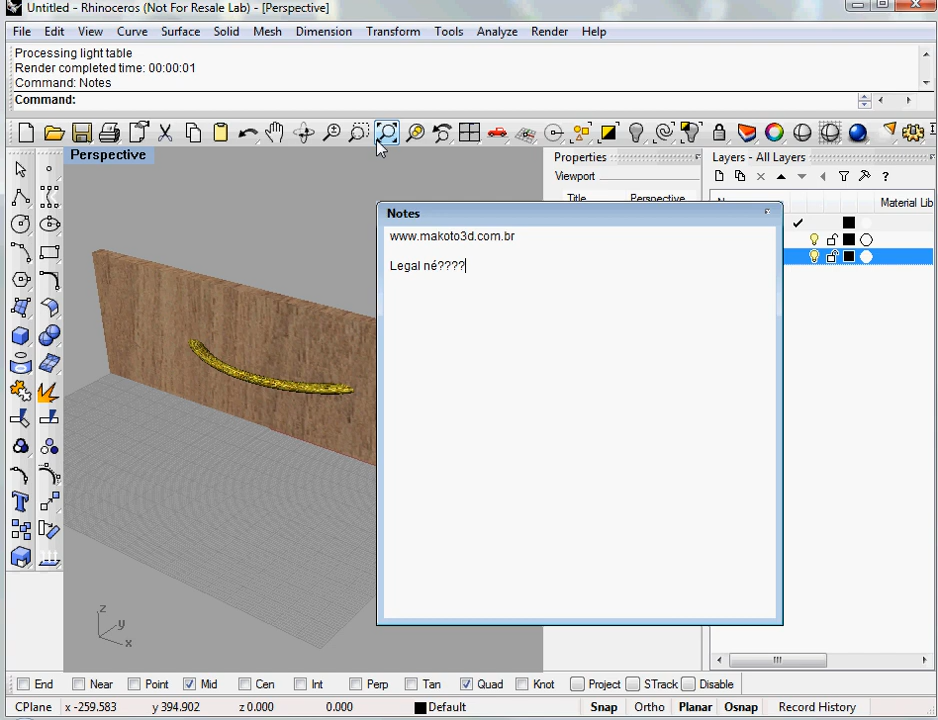 Untitled - Rhinoceros (Not For Resale Lab) - [Perspective]
File Edit View Curve Surface Solid Mesh Dimension Transform Tools Analyze Render Help
Processing light table
Render completed time: 00:00:01
Command: Notes
Command:
Perspective
Properties
Layers - All Layers
Viewport
Title Perspective
Material Lib
Notes
www.makoto3d.com.br
Legal né????
z
y
x
End Near Point Mid Cen Int Perp Tan Quad Knot Project STrack Disable
CPlane x -259.583 y 394.902 z 0.000 0.000 Default Snap Ortho Planar Osnap Record History